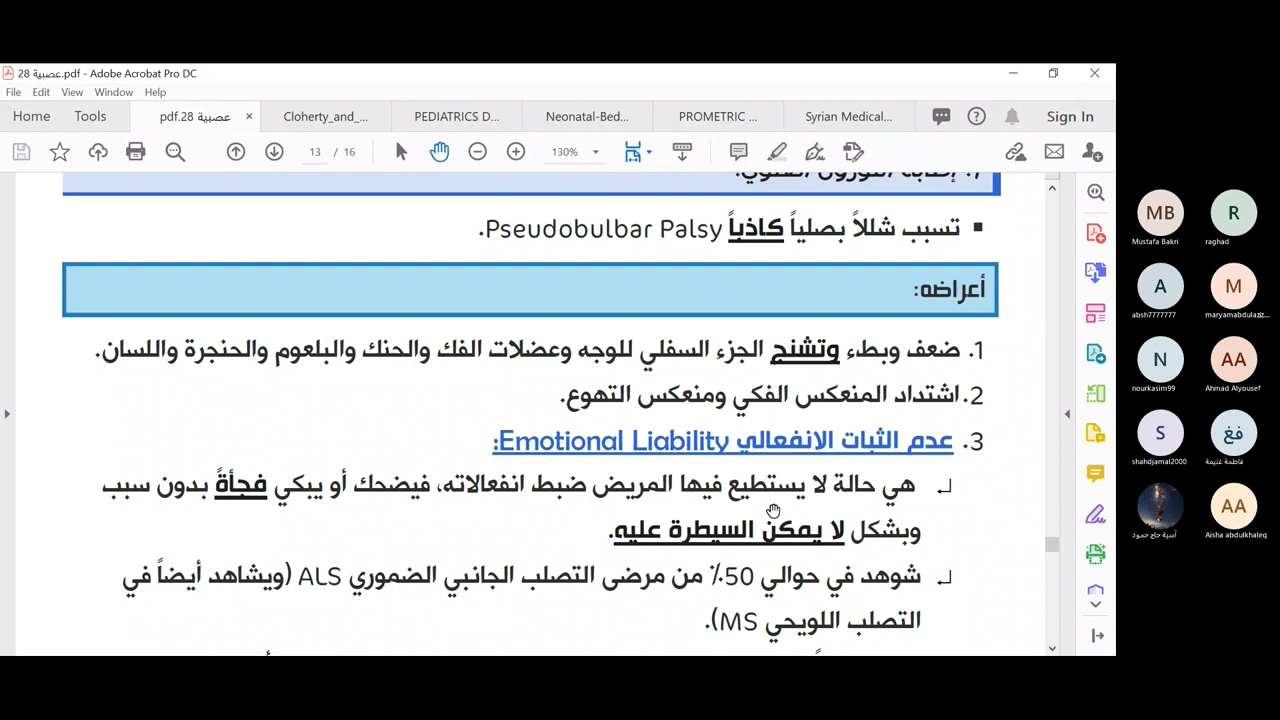 عصبية 28.pdf - Adobe Acrobat Pro DC
File Edit View Window Help
Home Tools عصبية 28.pdf × Cloherty_and_... PEDIATRICS D... Neonatal-Bed... PROMETRIC ... Syrian Medical... Sign In
13 / 16 130%
تسبب شللاً بصلياً كاذباً Pseudobulbar Palsy.
أعراضه:
1. ضعف وبطء وتشنج الجزء السفلي للوجه وعضلات الفك والحنك والبلعوم والحنجرة واللسان.
2. اشتداد المنعكس الفكي ومنعكس التهوع.
3. عدم الثبات الانفعالي Emotional Liability:
هي حالة لا يستطيع فيها المريض ضبط انفعالاته، فيضحك أو يبكي فجأةً بدون سبب
وبشكل لا يمكن السيطرة عليه.
شوهد في حوالي 50٪ من مرضى التصلب الجانبي الضموري ALS (ويشاهد أيضاً في
التصلب اللويحي MS).
MB R
Mustafa Bakri raghad
A M
absh7777777 maryamabdulaziz...
N AA
nourkasim99 Ahmad Alyousef
S فغ
shahdjamal2000 فاطمة غنيمة
AA
آسية حاج حمود Aisha abdulkhaleq